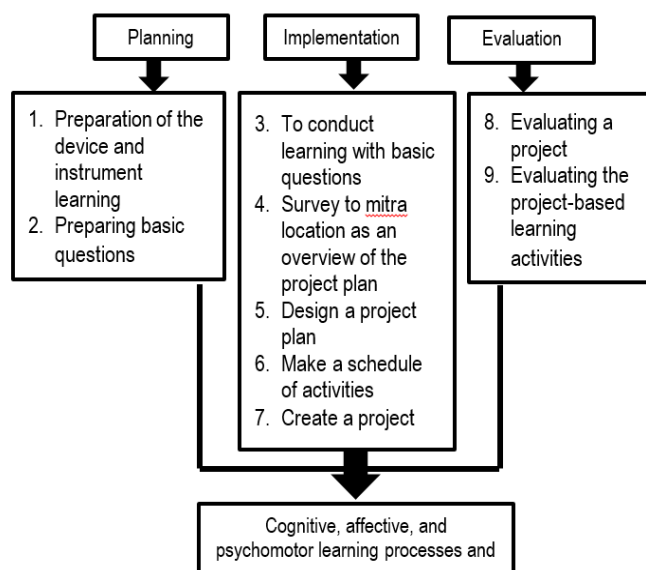 Planning
1. Preparation of the
device and
instrument
learning
2. Preparing basic
questions
Implementation
3. To conduct
learning with basic
questions
4. Survey to mitra
location as an
overview of the
project plan
5. Design a project
plan
6. Make a schedule
of activities
7. Create a project
Evaluation
8. Evaluating a
project
9. Evaluating the
project-based
learning
activities
Cognitive, affective, and
psychomotor learning processes and